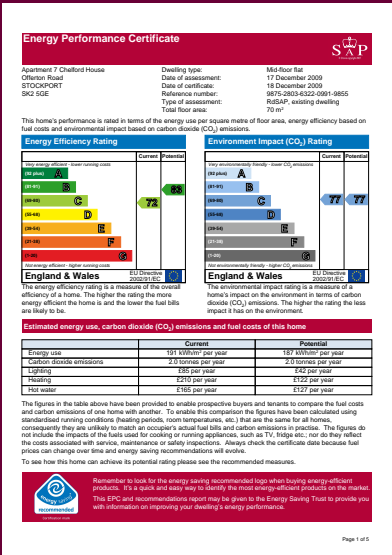 Energy Performance Certificate
SAP
Apartment 7 Chelford House
Offerton Road
STOCKPORT
SK2 5GE
Dwelling type: Mid-floor flat
Date of assessment: 17 December 2009
Date of certificate: 18 December 2009
Reference number: 9875-2803-6322-0991-9855
Type of assessment: RdSAP, existing dwelling
Total floor area: 70 m²
This home's performance is rated in terms of the energy use per square metre of floor area, energy efficiency based on
fuel costs and environmental impact based on carbon dioxide (CO₂) emissions.
Energy Efficiency Rating
Current Potential
Very energy efficient - lower running costs
(92 plus) A
(81-91) B
(69-80) C
(55-68) D
(39-54) E
(21-38) F
(1-20) G
72
83
Not energy efficient - higher running costs
England & Wales
EU Directive
2002/91/EC
Environmental Impact (CO₂) Rating
Current Potential
Very environmentally friendly - lower CO₂ emissions
(92 plus) A
(81-91) B
(69-80) C
(55-68) D
(39-54) E
(21-38) F
(1-20) G
77
77
Not environmentally friendly - higher CO₂ emissions
England & Wales
EU Directive
2002/91/EC
The energy efficiency rating is a measure of the overall
efficiency of a home. The higher the rating the more
energy efficient the home is and the lower the fuel bills
are likely to be.
The environmental impact rating is a measure of a
home's impact on the environment in terms of carbon
dioxide (CO₂) emissions. The higher the rating the less
impact it has on the environment.
Estimated energy use, carbon dioxide (CO₂) emissions and fuel costs of this home
Current Potential
Energy use 191 kWh/m² per year 187 kWh/m² per year
Carbon dioxide emissions 2.0 tonnes per year 2.0 tonnes per year
Lighting £85 per year £42 per year
Heating £210 per year £122 per year
Hot water £165 per year £127 per year
The figures in the table above have been provided to enable prospective buyers and tenants to compare the fuel costs
and carbon emissions of one home with another. To enable this comparison the figures have been calculated using
standardised running conditions (heating periods, room temperatures, etc.) that are the same for all homes,
consequently they are unlikely to match an occupier's actual fuel bills and carbon emissions in practise. The figures do
not include the impacts of the fuels used for cooking or running appliances, such as TV, fridge etc.; nor do they reflect
the costs associated with service, maintenance or safety inspections. Always check the certificate date because fuel
prices can change over time and energy saving recommendations will evolve.
To see how this home can achieve its potential rating please see the recommended measures.
energy saving
recommended
Remember to look for the energy saving recommended logo when buying energy-efficient
products. It's a quick and easy way to identify the most energy-efficient products on the market.
This EPC and recommendations report may be given to the Energy Saving Trust to provide you
with information on improving your dwelling's energy performance.
Page 1 of 5